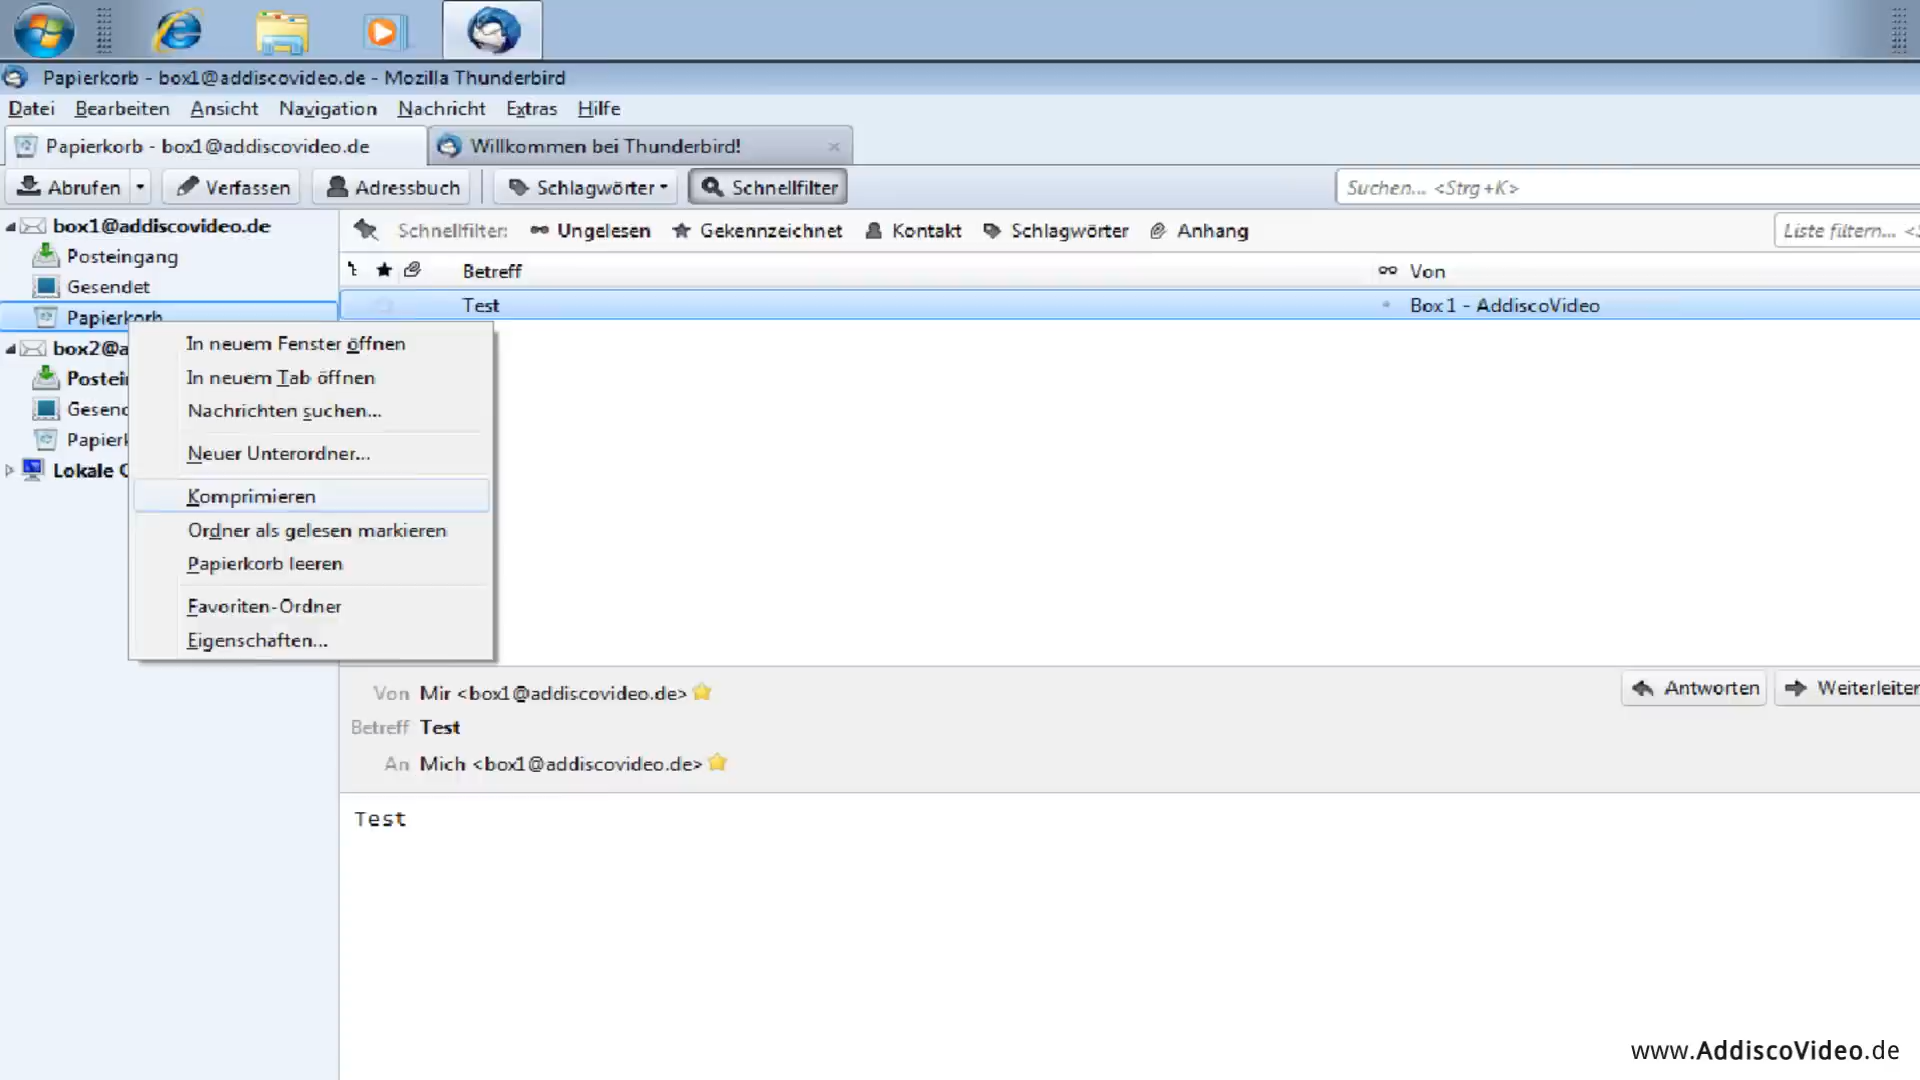 Papierkorb - box1@addiscovideo.de - Mozilla Thunderbird
Datei Bearbeiten Ansicht Navigation Nachricht Extras Hilfe
Papierkorb - box1@addiscovideo.de Willkommen bei Thunderbird!
Abrufen Verfassen Adressbuch Schlagwörter Schnellfilter Suchen... <Strg+K>
box1@addiscovideo.de
Posteingang
Gesendet
Papierkorb
box2@a
Postei
Gesend
Papierk
Lokale
Schnellfilter: Ungelesen Gekennzeichnet Kontakt Schlagwörter Anhang Liste filtern...
Betreff Von
Test Box1 - AddiscoVideo
In neuem Fenster öffnen
In neuem Tab öffnen
Nachrichten suchen...
Neuer Unterordner...
Komprimieren
Ordner als gelesen markieren
Papierkorb leeren
Favoriten-Ordner
Eigenschaften...
Von Mir <box1@addiscovideo.de> Antworten Weiterleiten
Betreff Test
An Mich <box1@addiscovideo.de>
Test
www.AddiscoVideo.de